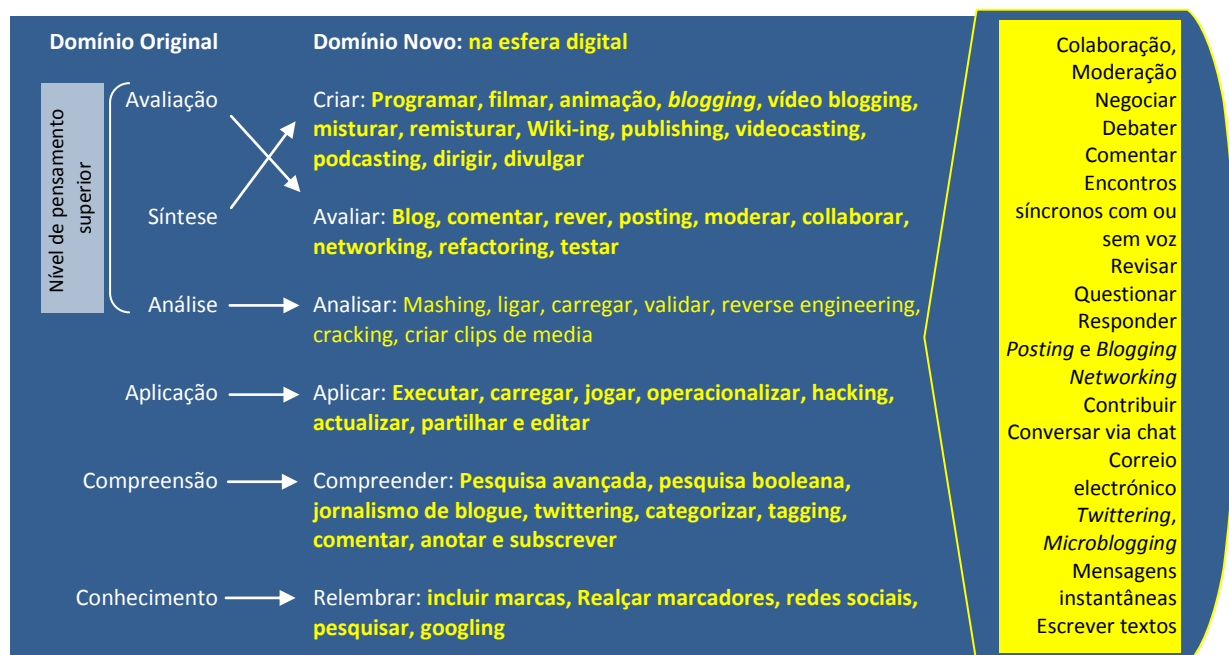 Domínio Original
Domínio Novo: na esfera digital
Nível de pensamento
superior
Avaliação
Criar: Programar, filmar, animação, blogging, vídeo blogging,
misturar, remisturar, Wiki-ing, publishing, videocasting,
podcasting, dirigir, divulgar
Síntese
Avaliar: Blog, comentar, rever, posting, moderar, collaborar,
networking, refactoring, testar
Análise
Analisar: Mashing, ligar, carregar, validar, reverse engineering,
cracking, criar clips de media
Aplicação
Aplicar: Executar, carregar, jogar, operacionalizar, hacking,
actualizar, partilhar e editar
Compreensão
Compreender: Pesquisa avançada, pesquisa booleana,
jornalismo de blogue, twittering, categorizar, tagging,
comentar, anotar e subscrever
Conhecimento
Relembrar: incluir marcas, Realçar marcadores, redes sociais,
pesquisar, googling
Colaboração,
Moderação
Negociar
Debater
Comentar
Encontros
síncronos com ou
sem voz
Revisar
Questionar
Responder
Posting e Blogging
Networking
Contribuir
Conversar via chat
Correio
electrónico
Twittering,
Microblogging
Mensagens
instantâneas
Escrever textos